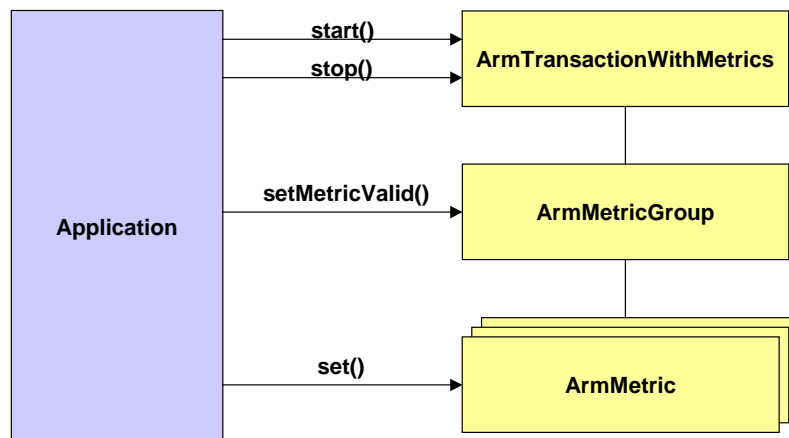 start()
ArmTransactionWithMetrics
stop()
setMetricValid()
ArmMetricGroup
Application
set()
ArmMetric